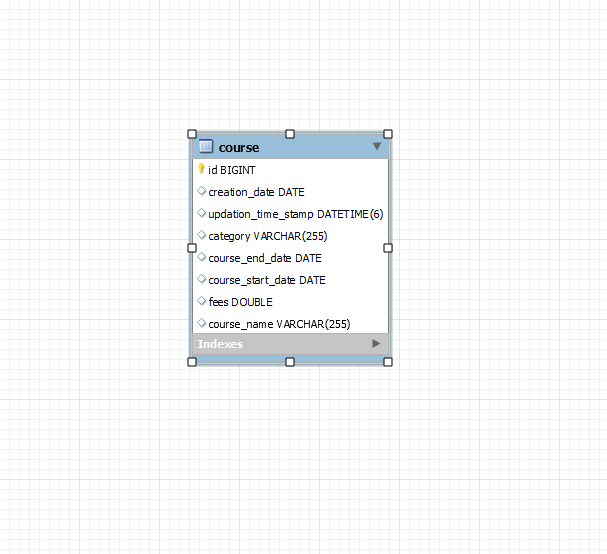 course
id BIGINT
creation_date DATE
updation_time_stamp DATETIME(6)
category VARCHAR(255)
course_end_date DATE
course_start_date DATE
fees DOUBLE
course_name VARCHAR(255)
Indexes